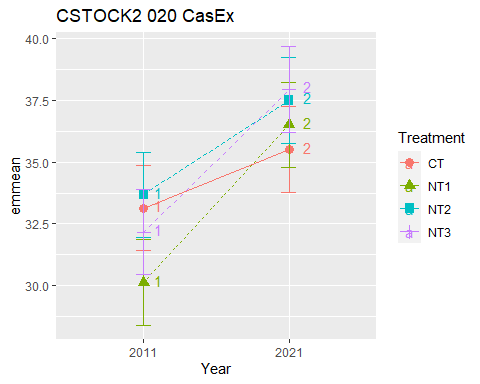 CSTOCK2 020 CasEx
40.0
37.5
35.0
32.5
30.0
emmean
1
1
1
1
2
2
2
2
2011
2021
Year
Treatment
a CT
a NT1
a NT2
a NT3